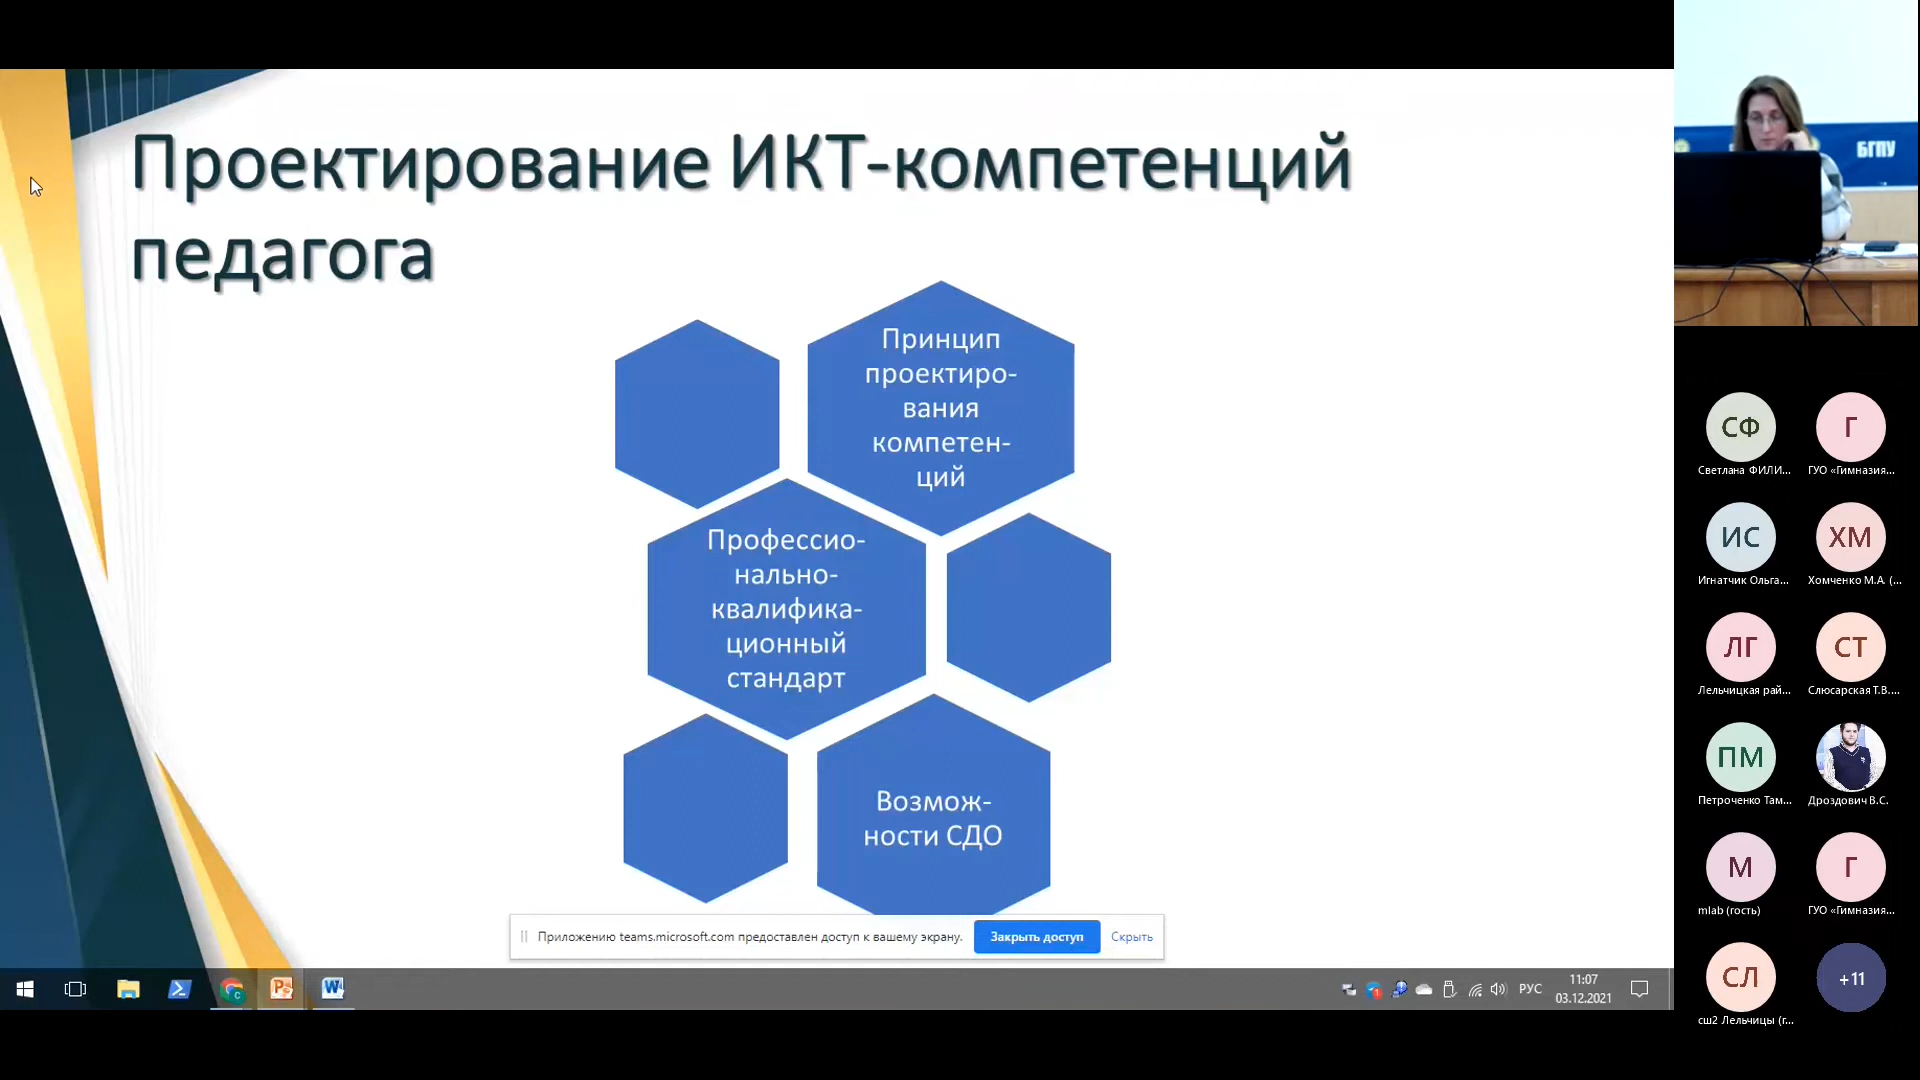 Проектирование ИКТ-компетенций
педагога
Принцип
проектиро-
вания
компетен-
ций
Профессио-
нально-
квалифика-
ционный
стандарт
Возмож-
ности СДО
Приложению teams.microsoft.com предоставлен доступ к вашему экрану.
Закрыть доступ
Скрыть
РУС
11:07
03.12.2021
БГПУ
СФ
Светлана ФИЛИ...
Г
ГУО «Гимназия...
ИС
Игнатчик Ольга...
ХМ
Хомченко М.А. (...
ЛГ
Лельчицкая рай...
СТ
Слюсарская Т.В....
ПМ
Петроченко Там...
Дроздович В.С.
М
mlab (гость)
Г
ГУО «Гимназия...
СЛ
сш2 Лельчицы (г...
+11